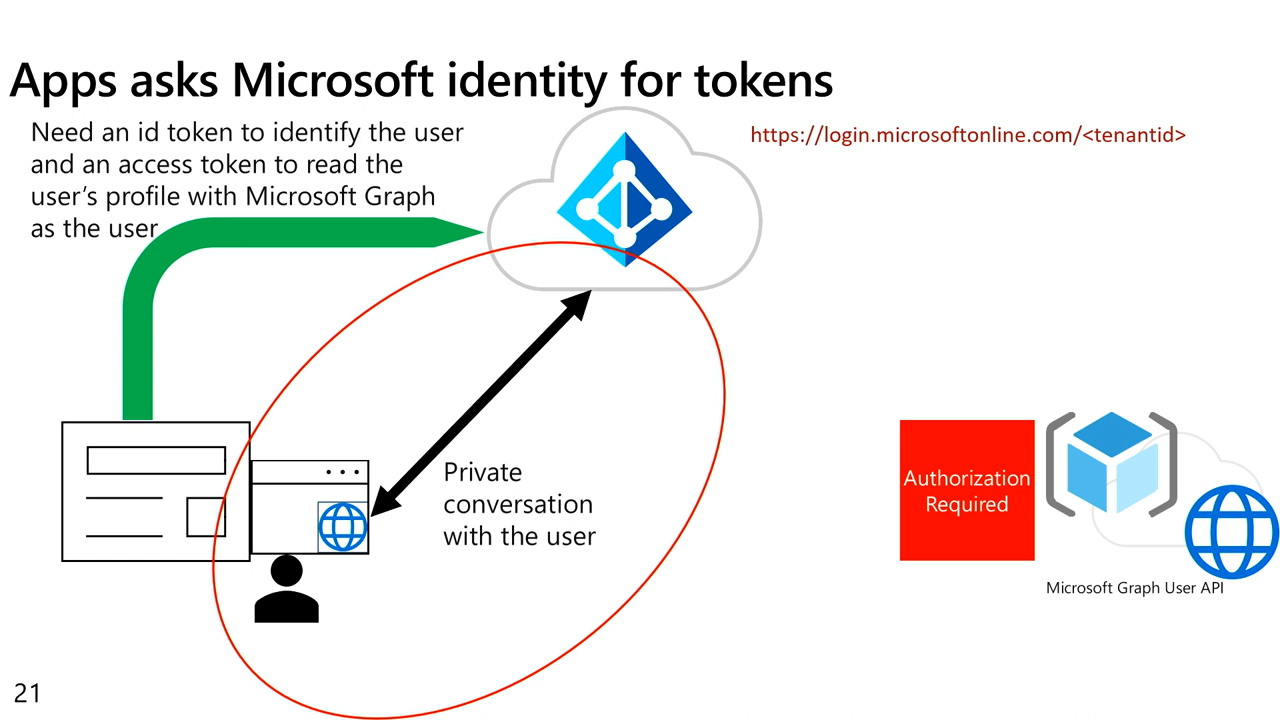 Apps asks Microsoft identity for tokens
Need an id token to identify the user
and an access token to read the
user’s profile with Microsoft Graph
as the user
https://login.microsoftonline.com/<tenantid>
Private
conversation
with the user
Authorization
Required
Microsoft Graph User API
21